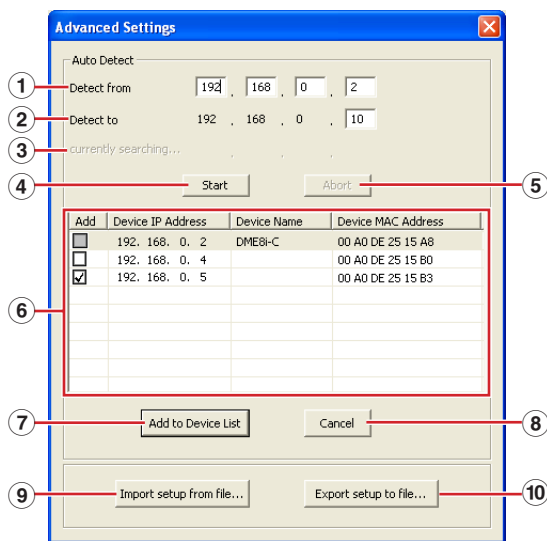 Advanced Settings
Auto Detect
1 Detect from 192 . 168 . 0 . 2
2 Detect to 192 . 168 . 0 . 10
3 currently searching... . . .
4 Start Abort 5
6
Add Device IP Address Device Name Device MAC Address
192. 168. 0. 2 DME8i-C 00 A0 DE 25 15 A8
192. 168. 0. 4 00 A0 DE 25 15 B0
192. 168. 0. 5 00 A0 DE 25 15 B3
7 Add to Device List Cancel 8
9 Import setup from file... Export setup to file... 10